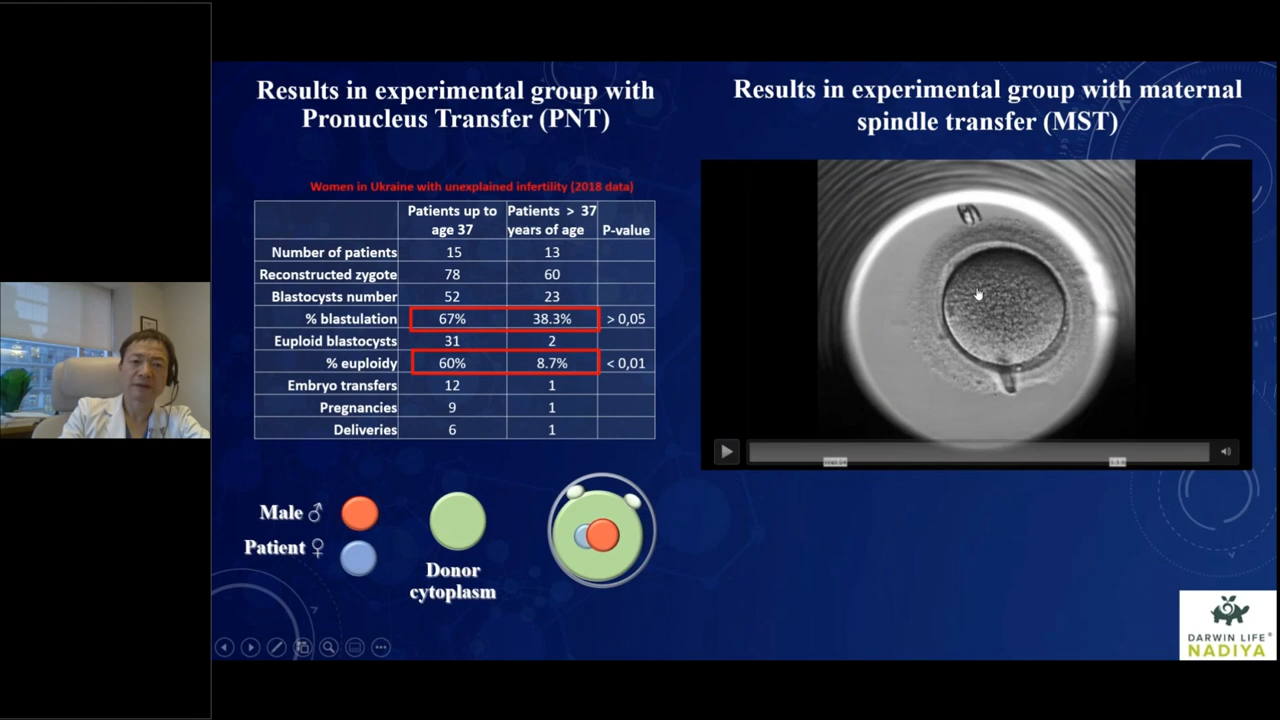 Results in experimental group with
Pronucleus Transfer (PNT)
Women in Ukraine with unexplained infertility (2018 data)
Patients up to age 37 Patients > 37 years of age P-value
Number of patients 15 13
Reconstructed zygote 78 60
Blastocysts number 52 23
% blastulation 67% 38.3% > 0,05
Euploid blastocysts 31 2
% euploidy 60% 8.7% < 0,01
Embryo transfers 12 1
Pregnancies 9 1
Deliveries 6 1
Male ♂
Patient ♀
Donor
cytoplasm
Results in experimental group with maternal
spindle transfer (MST)
DARWIN LIFE®
NADIYA